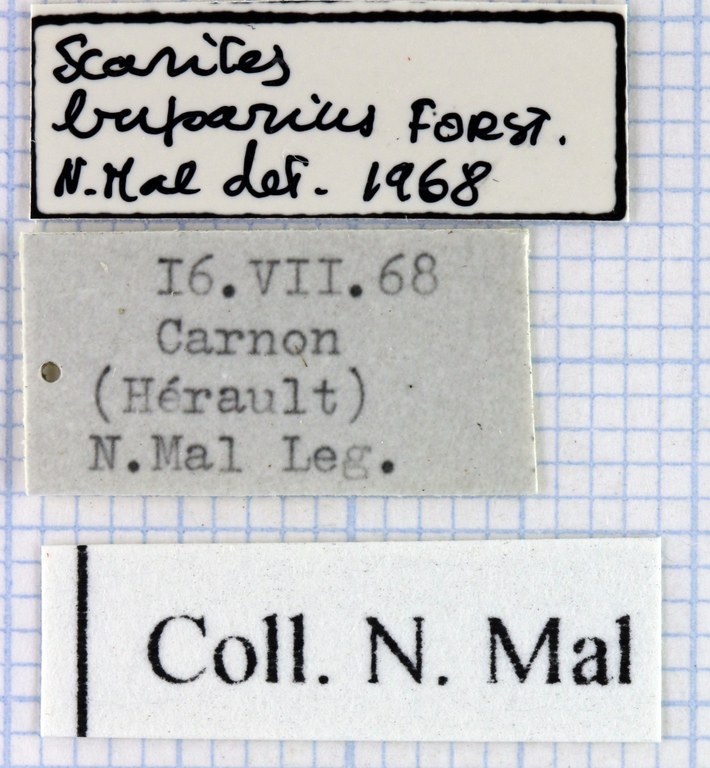 Scarites
buparius FORST.
N. Mal det. 1968
I6.VII.68
Carnon
(Hérault)
N.Mal Leg.
Coll. N. Mal